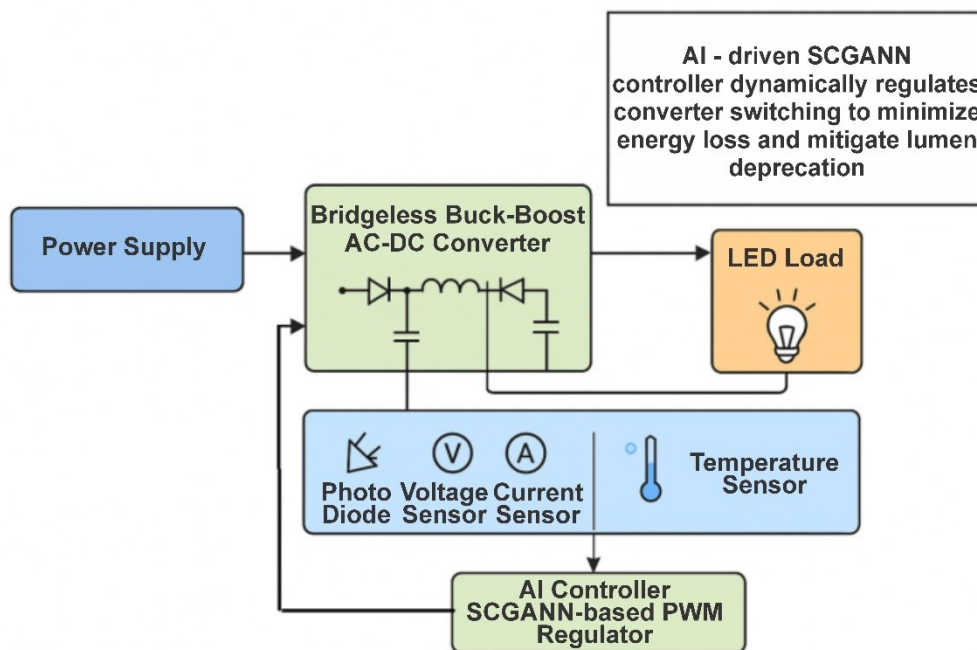 AI - driven SCGANN
controller dynamically regulates
converter switching to minimize
energy loss and mitigate lumen
deprecation
Bridgeless Buck-Boost
AC-DC Converter
Power Supply
LED Load
V
A
Photo
Diode
Voltage
Sensor
Current
Sensor
Temperature
Sensor
AI Controller
SCGANN-based PWM
Regulator